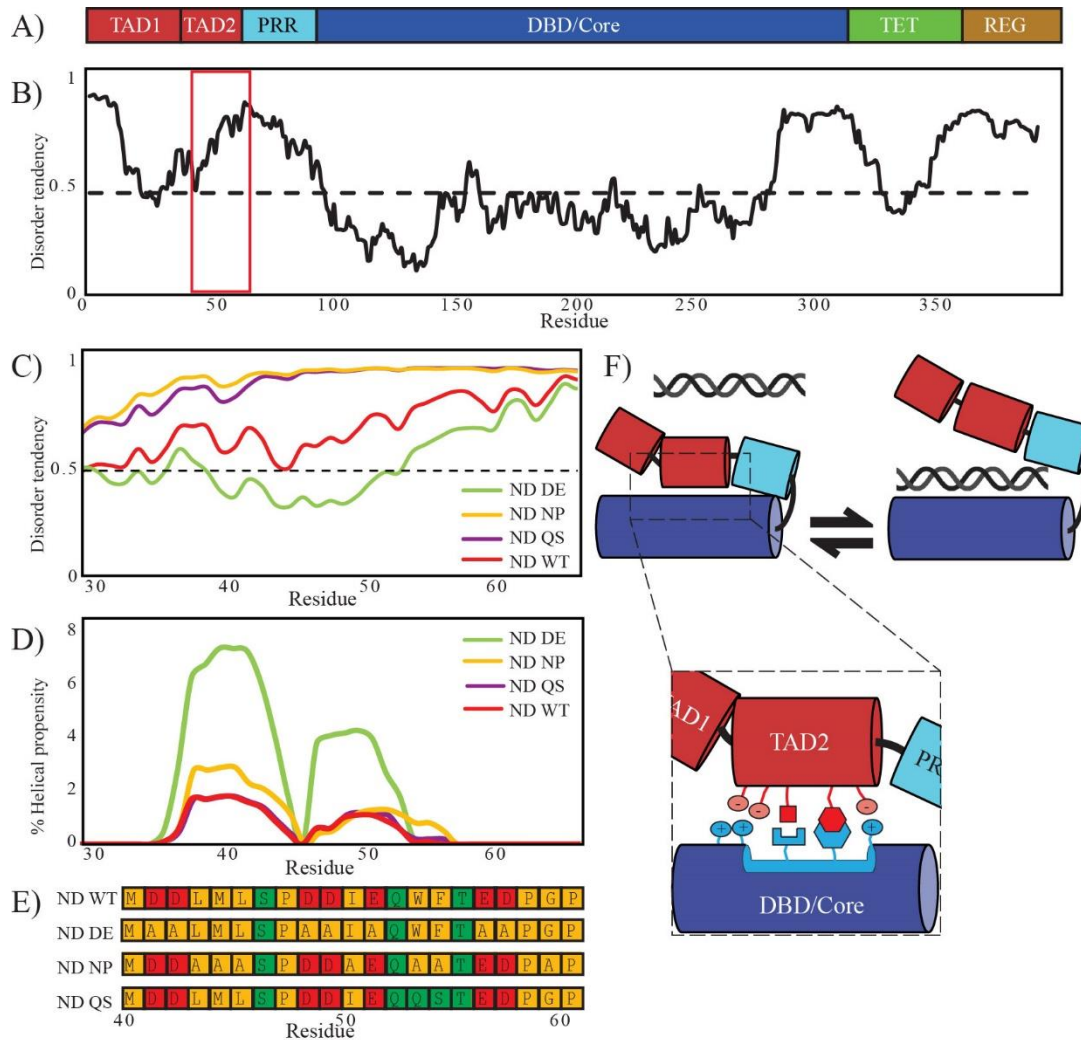 A) TAD1 TAD2 PRR DBD/Core TET REG
B)
Disorder tendency
1
0.5
0
0 50 100 150 200 250 300 350
Residue
C)
Disorder tendency
1
0.5
0
ND DE
ND NP
ND QS
ND WT
30 40 50 60
Residue
D)
% Helical propensity
8
6
4
2
0
ND DE
ND NP
ND QS
ND WT
30 40 50 60
Residue
E)
ND WT M D D L M L S P D D I E Q W F T E D P G P
ND DE M A A L M L S P A A I A Q W F T A A P G P
ND NP M D D A A A S P D D A E Q A A T E D P A P
ND QS M D D L M L S P D D I E Q Q S T E D P G P
40 50 60
Residue
F)
AD1 TAD2 PR
- - -
+ + +
DBD/Core